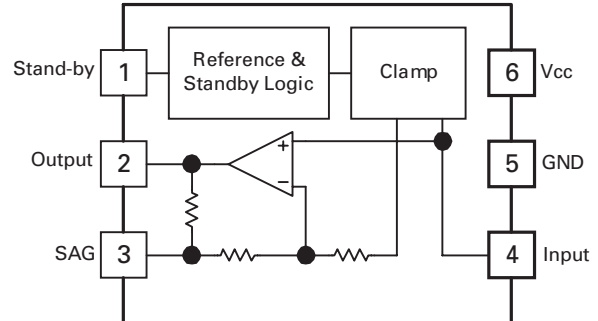 Stand-by
1
Reference &
Standby Logic
Clamp
6
Vcc
Output
2
+
−
5
GND
SAG
3
4
Input